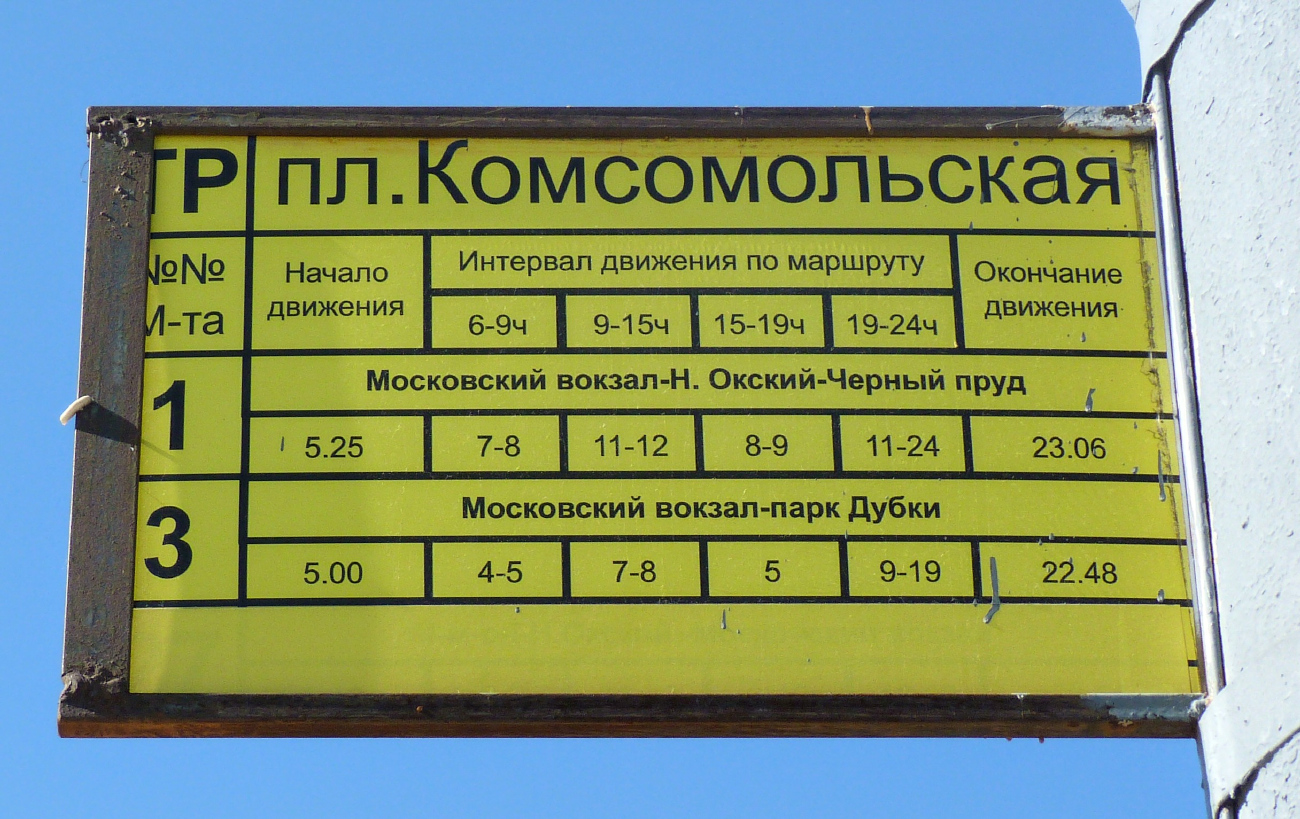 ТР пл.Комсомольская
№№ М-та
Начало движения
Интервал движения по маршруту
6-9ч 9-15ч 15-19ч 19-24ч
Окончание движения
1 Московский вокзал-Н. Окский-Черный пруд
5.25 7-8 11-12 8-9 11-24 23.06
3 Московский вокзал-парк Дубки
5.00 4-5 7-8 5 9-19 22.48